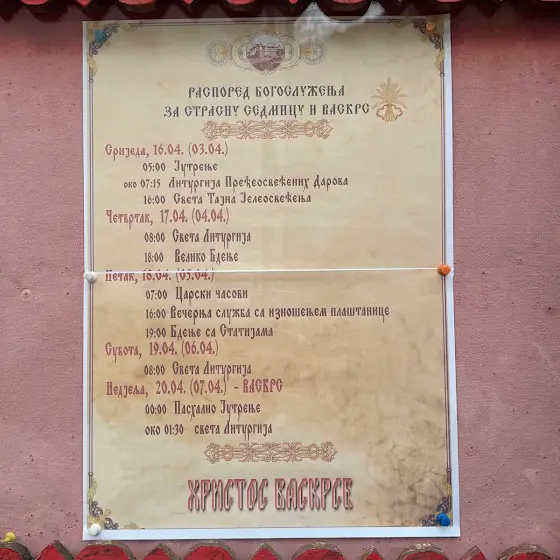 РАСПОРЕД БОГОСЛУЖЕЊА
ЗА СТРАСНУ СЕДМИЦУ И ВАСКРС
Сриједа, 16.04. (03.04.)
05:00 Јутрење
око 07:15 Литургија Пређеосвећених Дарова
16:00 Света Тајна Јелеосвећења
Четвртак, 17.04. (04.04.)
08:00 Света Литургија
18:00 Велико Бдење
Петак, 18.04. (05.04.)
07:00 Царски часови
16:00 Вечерња служба са изношењем плаштанице
19:00 Бдење са Статијама
Субота, 19.04. (06.04.)
08:00 Света Литургија
Недјеља, 20.04. (07.04.) - ВАСКРС
00:00 Пасхално Јутрење
око 01:30 света Литургија
ХРИСТОС ВАСКРСЕ